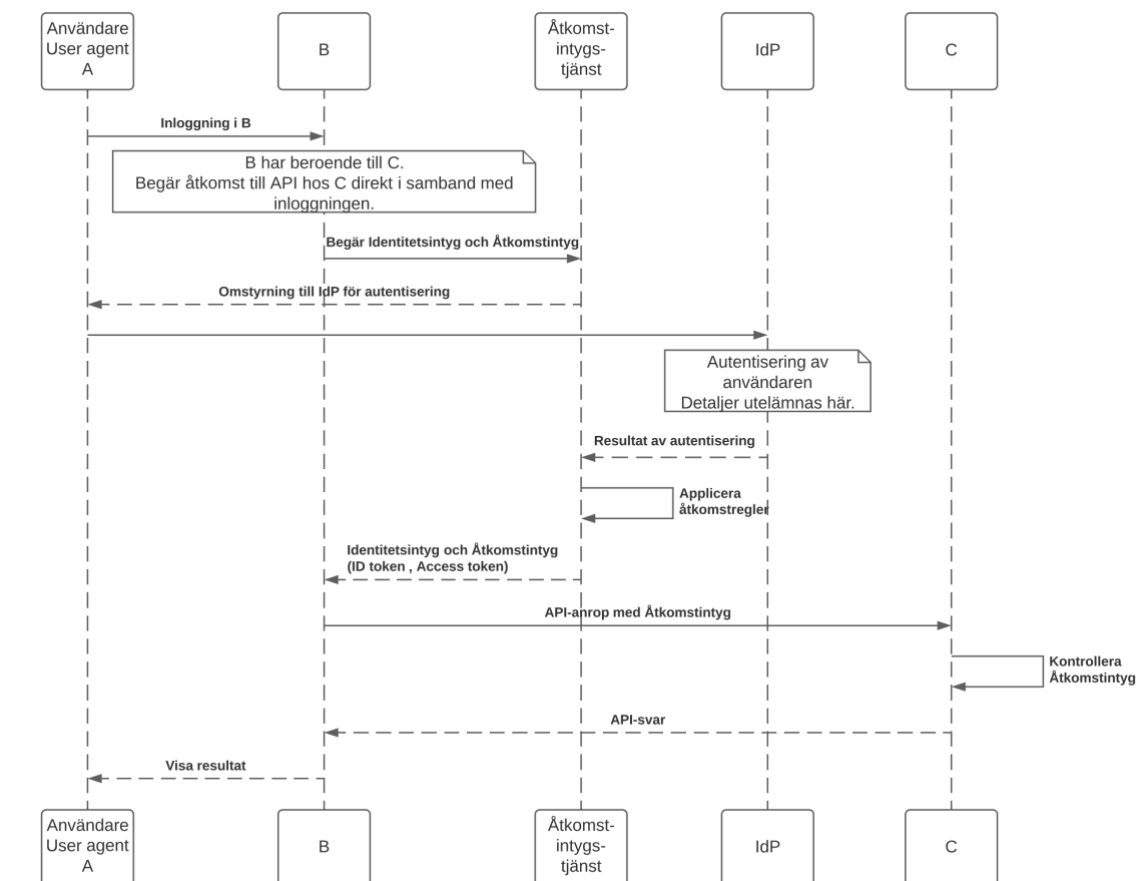 Användare
User agent
A
B
Åtkomst-
intygs-
tjänst
IdP
C
Inloggning i B
B har beroende till C.
Begär åtkomst till API hos C direkt i samband med
inloggningen.
Begär Identitetsintyg och Åtkomstintyg
Omstyrning till IdP för autentisering
Autentisering av
användaren
Detaljer utelämnas här.
Resultat av autentisering
Applicera
åtkomstregler
Identitetsintyg och Åtkomstintyg
(ID token , Access token)
API-anrop med Åtkomstintyg
Kontrollera
Åtkomstintyg
API-svar
Visa resultat
Användare
User agent
A
B
Åtkomst-
intygs-
tjänst
IdP
C